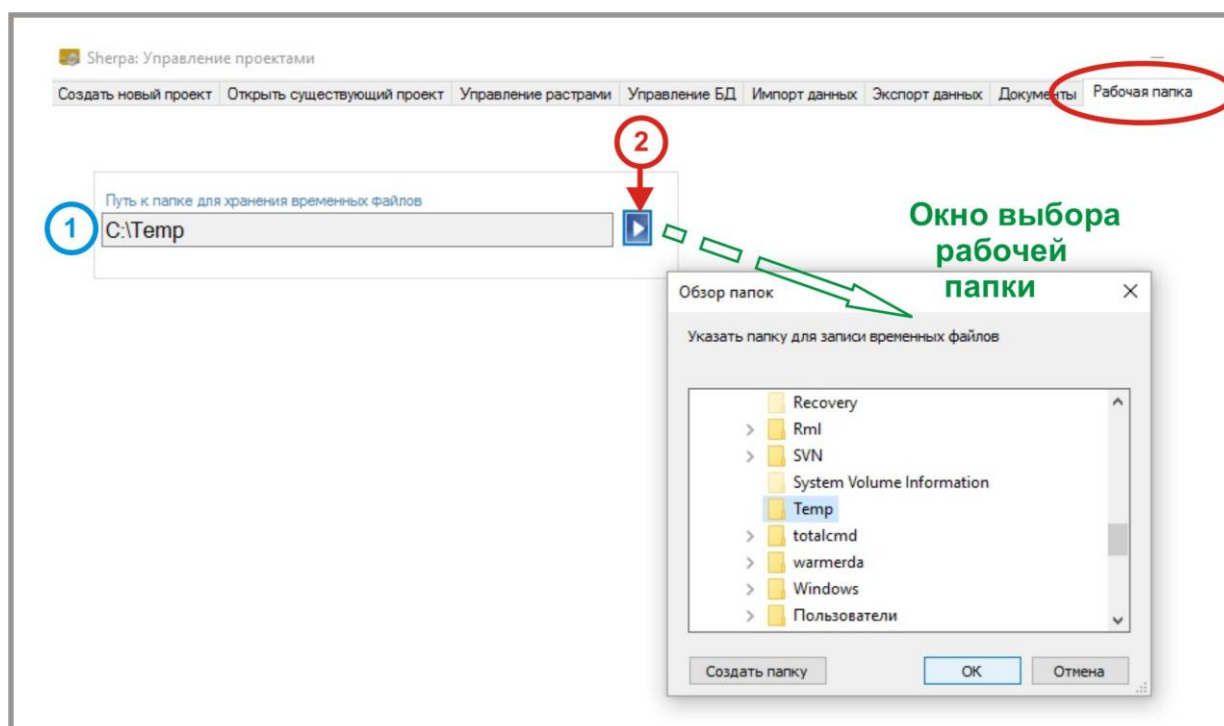 Sherpa: Управление проектами
Создать новый проект Открыть существующий проект Управление растрами Управление БД Импорт данных Экспорт данных Документы Рабочая папка
2
Путь к папке для хранения временных файлов
1
C:\Temp
Окно выбора
рабочей
папки
Обзор папок
Указать папку для записи временных файлов
Recovery
Rml
SVN
System Volume Information
Temp
totalcmd
warmerda
Windows
Пользователи
Создать папку ОК Отмена